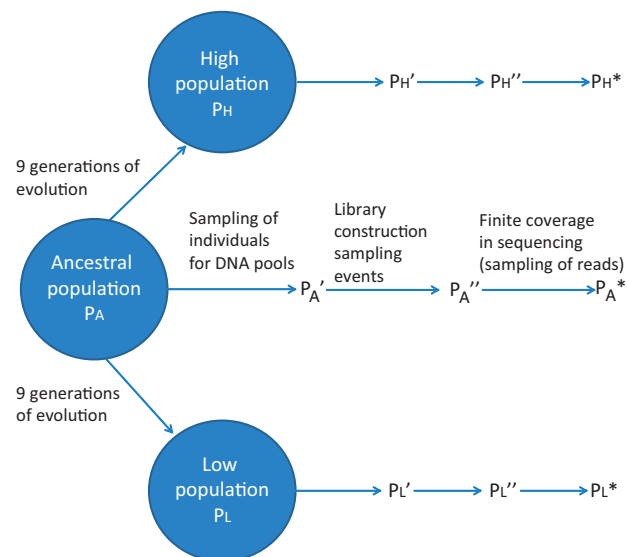 High
population
PH
PH'
PH''
PH*
9 generations of
evolution
Sampling of
individuals
for DNA pools
Library
construction
sampling
events
Finite coverage
in sequencing
(sampling of reads)
Ancestral
population
PA
PA'
PA''
PA*
9 generations
of evolution
Low
population
PL
PL'
PL''
PL*